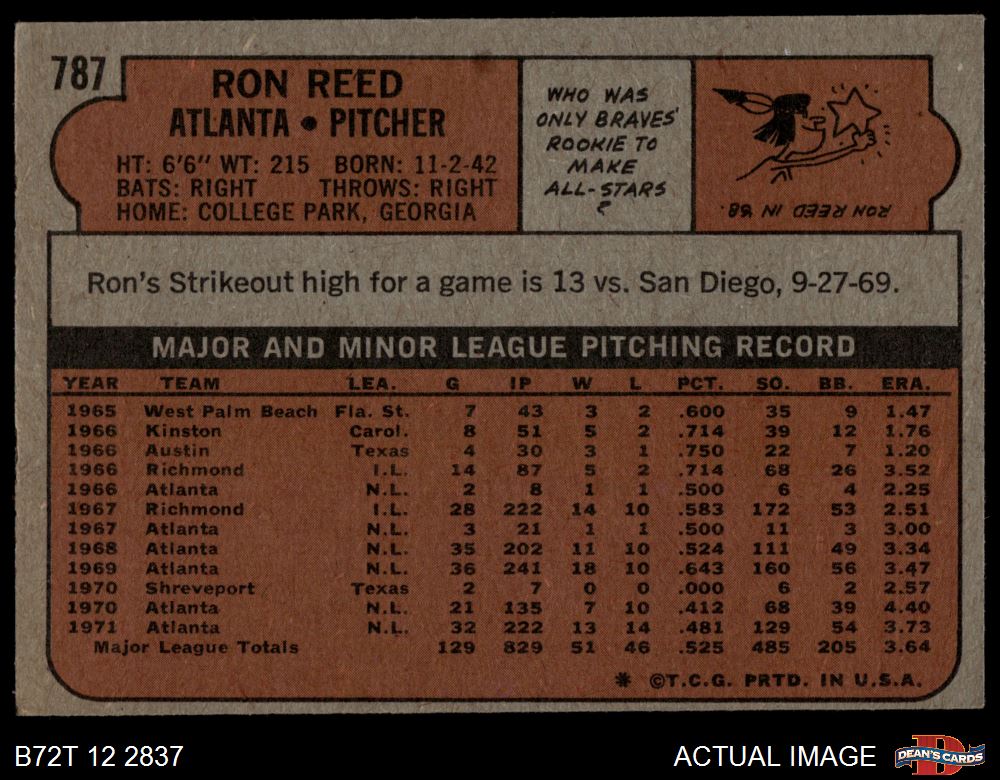 787
RON REED
ATLANTA • PITCHER
HT: 6'6" WT: 215 BORN: 11-2-42
BATS: RIGHT THROWS: RIGHT
HOME: COLLEGE PARK, GEORGIA
WHO WAS
ONLY BRAVES'
ROOKIE TO
MAKE
ALL-STARS
?
RON REED IN '68.
Ron's Strikeout high for a game is 13 vs. San Diego, 9-27-69.
MAJOR AND MINOR LEAGUE PITCHING RECORD
YEAR TEAM LEA. G IP W L PCT. SO. BB. ERA.
1965 West Palm Beach Fla. St. 7 43 3 2 .600 35 9 1.47
1966 Kinston Carol. 8 51 5 2 .714 39 12 1.76
1966 Austin Texas 4 30 3 1 .750 22 7 1.20
1966 Richmond I.L. 14 87 5 2 .714 68 26 3.52
1966 Atlanta N.L. 2 8 1 1 .500 6 4 2.25
1967 Richmond I.L. 28 222 14 10 .583 172 53 2.51
1967 Atlanta N.L. 3 21 1 1 .500 11 3 3.00
1968 Atlanta N.L. 35 202 11 10 .524 111 49 3.34
1969 Atlanta N.L. 36 241 18 10 .643 160 56 3.47
1970 Shreveport Texas 2 7 0 0 .000 6 2 2.57
1970 Atlanta N.L. 21 135 7 10 .412 68 39 4.40
1971 Atlanta N.L. 32 222 13 14 .481 129 54 3.73
Major League Totals 129 829 51 46 .525 485 205 3.64
* ©T.C.G. PRTD. IN U.S.A.
B72T 12 2837
ACTUAL IMAGE
D
DEAN'S CARDS